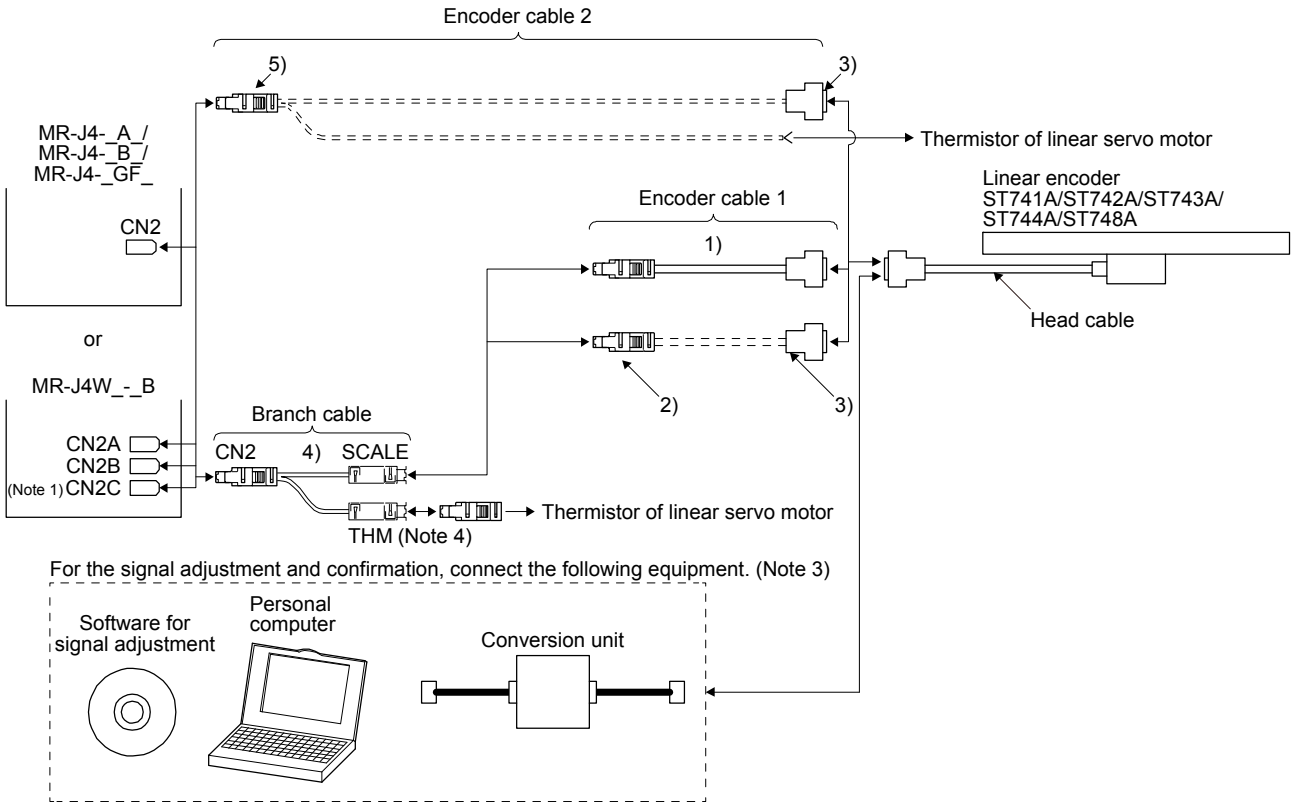 Encoder cable 2
5)
3)
MR-J4-_A_/
MR-J4-_B_/
MR-J4-_GF_
Thermistor of linear servo motor
Linear encoder
ST741A/ST742A/ST743A/
ST744A/ST748A
Encoder cable 1
CN2
1)
Head cable
or
MR-J4W_-_B
2)
3)
Branch cable
CN2A
CN2 4) SCALE
CN2B
(Note 1) CN2C
Thermistor of linear servo motor
THM (Note 4)
For the signal adjustment and confirmation, connect the following equipment. (Note 3)
Software for
signal adjustment
Personal
computer
Conversion unit